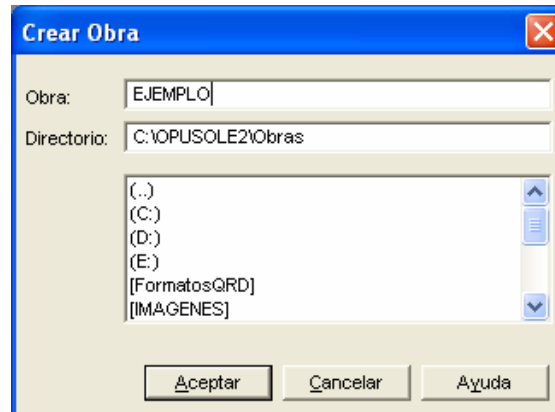 Crear Obra
Obra: EJEMPLO
Directorio: C:\OPUSOLE2\Obras
(..)
(C:)
(D:)
(E:)
[FormatosQRD]
[IMAGENES]
Aceptar Cancelar Ayuda